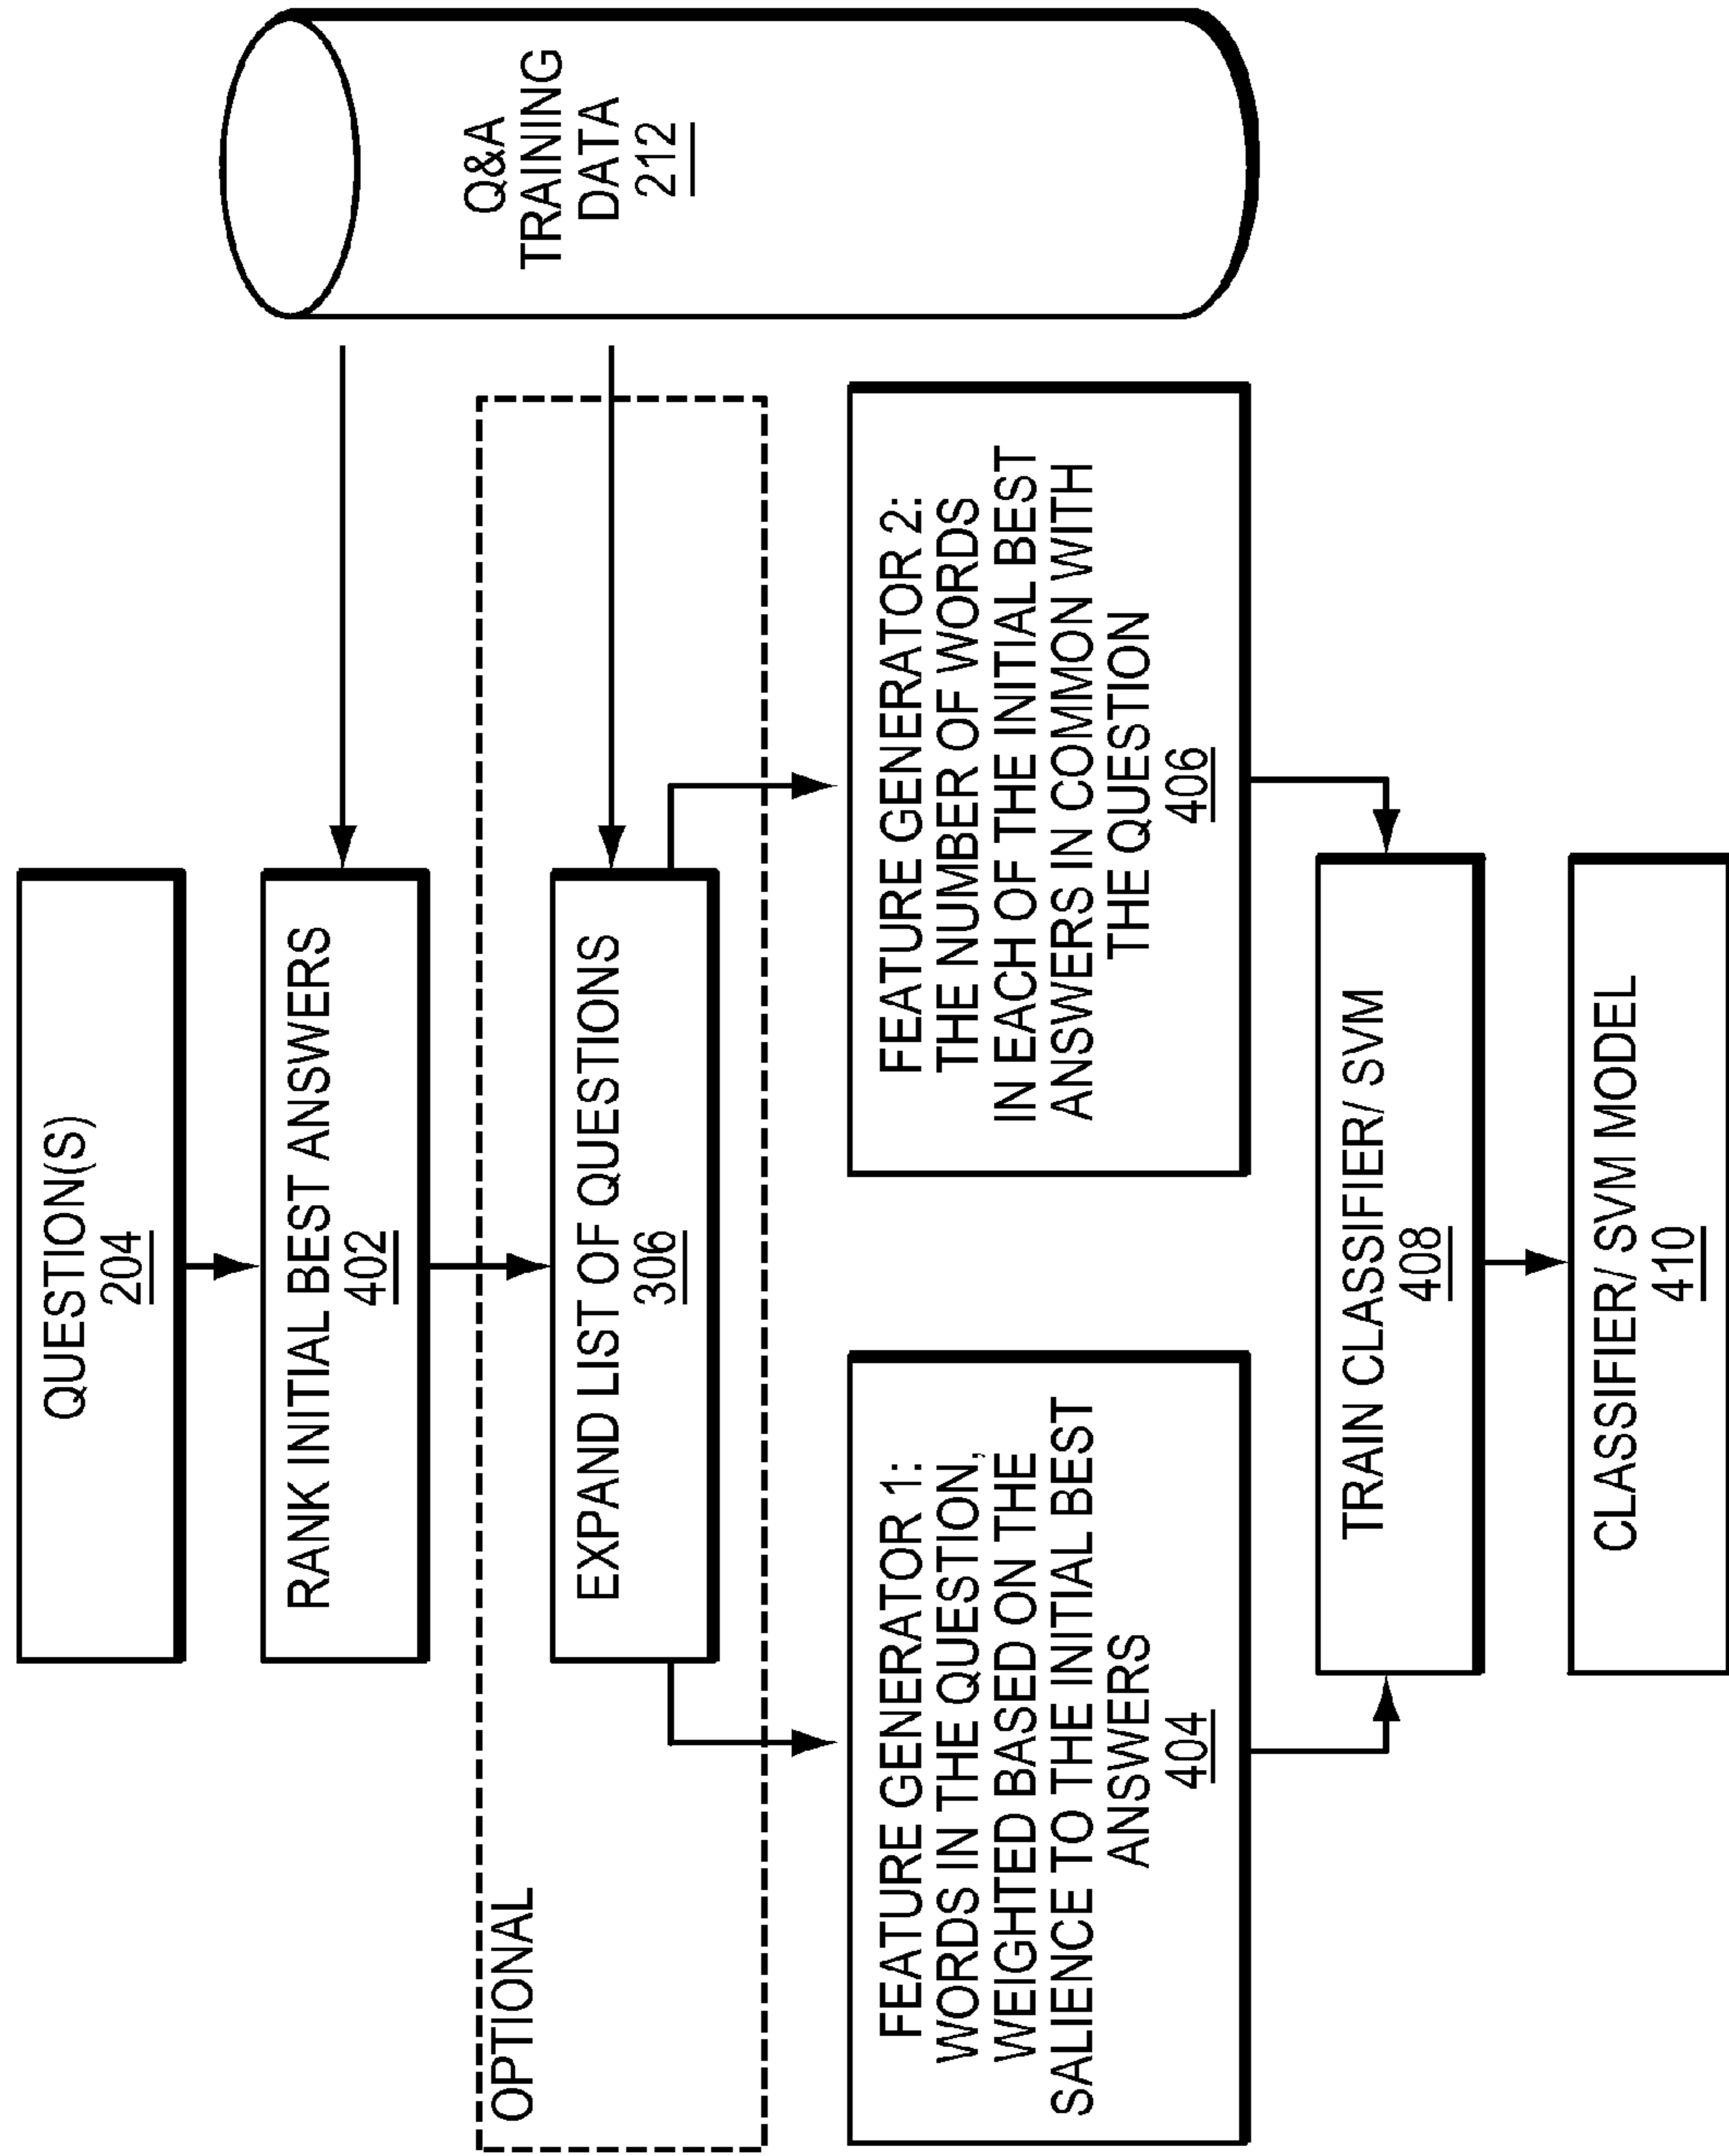 QUESTION(S)
204
RANK INITIAL BEST ANSWERS
402
Q&A
TRAINING
DATA
212
OPTIONAL
EXPAND LIST OF QUESTIONS
306
FEATURE GENERATOR 1:
WORDS IN THE QUESTION,
WEIGHTED BASED ON THE
SALIENCE TO THE INITIAL BEST
ANSWERS
404
FEATURE GENERATOR 2:
THE NUMBER OF WORDS
IN EACH OF THE INITIAL BEST
ANSWERS IN COMMON WITH
THE QUESTION
406
TRAIN CLASSIFIER/ SVM
408
CLASSIFIER/ SVM MODEL
410